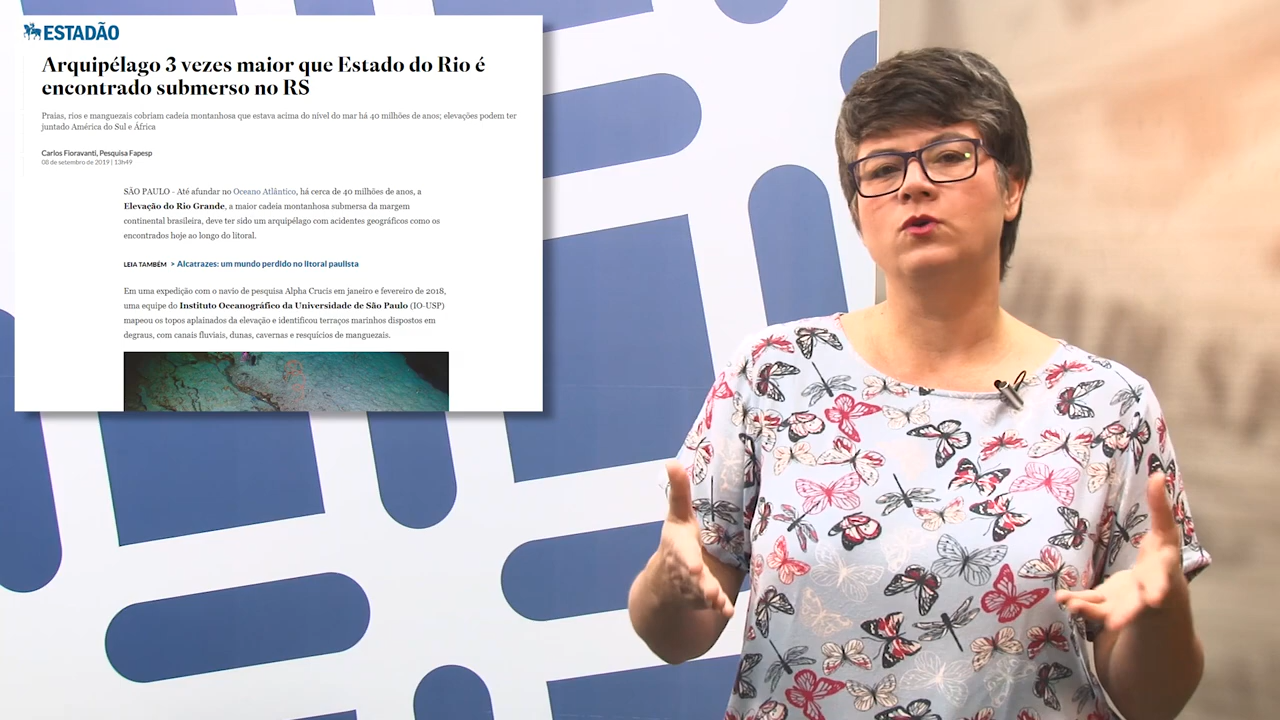 ESTADÃO
Arquipélago 3 vezes maior que Estado do Rio é
encontrado submerso no RS
Praias, rios e manguezais cobriam cadeia montanhosa que estava acima do nível do mar há 40 milhões de anos; elevações podem ter
juntado América do Sul e África
Carlos Fioravanti, Pesquisa Fapesp
08 de setembro de 2019 | 13h49
SÃO PAULO - Até afundar no Oceano Atlântico, há cerca de 40 milhões de anos, a
Elevação do Rio Grande, a maior cadeia montanhosa submersa da margem
continental brasileira, deve ter sido um arquipélago com acidentes geográficos como os
encontrados hoje ao longo do litoral.
LEIA TAMBÉM > Alcatrazes: um mundo perdido no litoral paulista
Em uma expedição com o navio de pesquisa Alpha Crucis em janeiro e fevereiro de 2018,
uma equipe do Instituto Oceanográfico da Universidade de São Paulo (IO-USP)
mapeou os topos aplainados da elevação e identificou terraços marinhos dispostos em
degraus, com canais fluviais, dunas, cavernas e resquícios de manguezais.